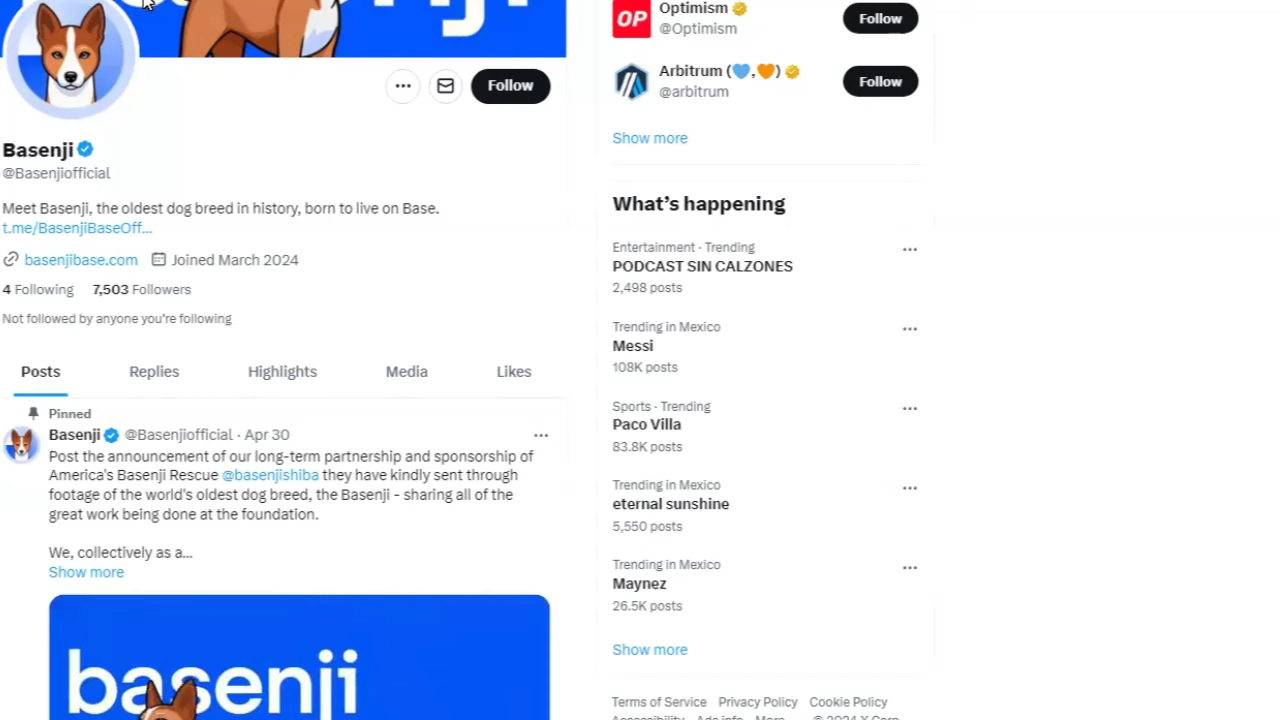 Follow
Basenji
@Basenjiofficial
Meet Basenji, the oldest dog breed in history, born to live on Base.
t.me/BasenjiBaseOff...
basenjibase.com Joined March 2024
4 Following 7,503 Followers
Not followed by anyone you're following
Posts Replies Highlights Media Likes
Pinned
Basenji @Basenjiofficial · Apr 30
Post the announcement of our long-term partnership and sponsorship of
America's Basenji Rescue @basenjishiba they have kindly sent through
footage of the world's oldest dog breed, the Basenji - sharing all of the
great work being done at the foundation.
We, collectively as a...
Show more
basenji
OP
Optimism
@Optimism
Follow
Arbitrum (💙,🧡)
@arbitrum
Follow
Show more
What's happening
Entertainment · Trending
PODCAST SIN CALZONES
2,498 posts
Trending in Mexico
Messi
108K posts
Sports · Trending
Paco Villa
83.8K posts
Trending in Mexico
eternal sunshine
5,550 posts
Trending in Mexico
Maynez
26.5K posts
Show more
Terms of Service Privacy Policy Cookie Policy
Accessibility Ads info More ... © 2024 X Corp.